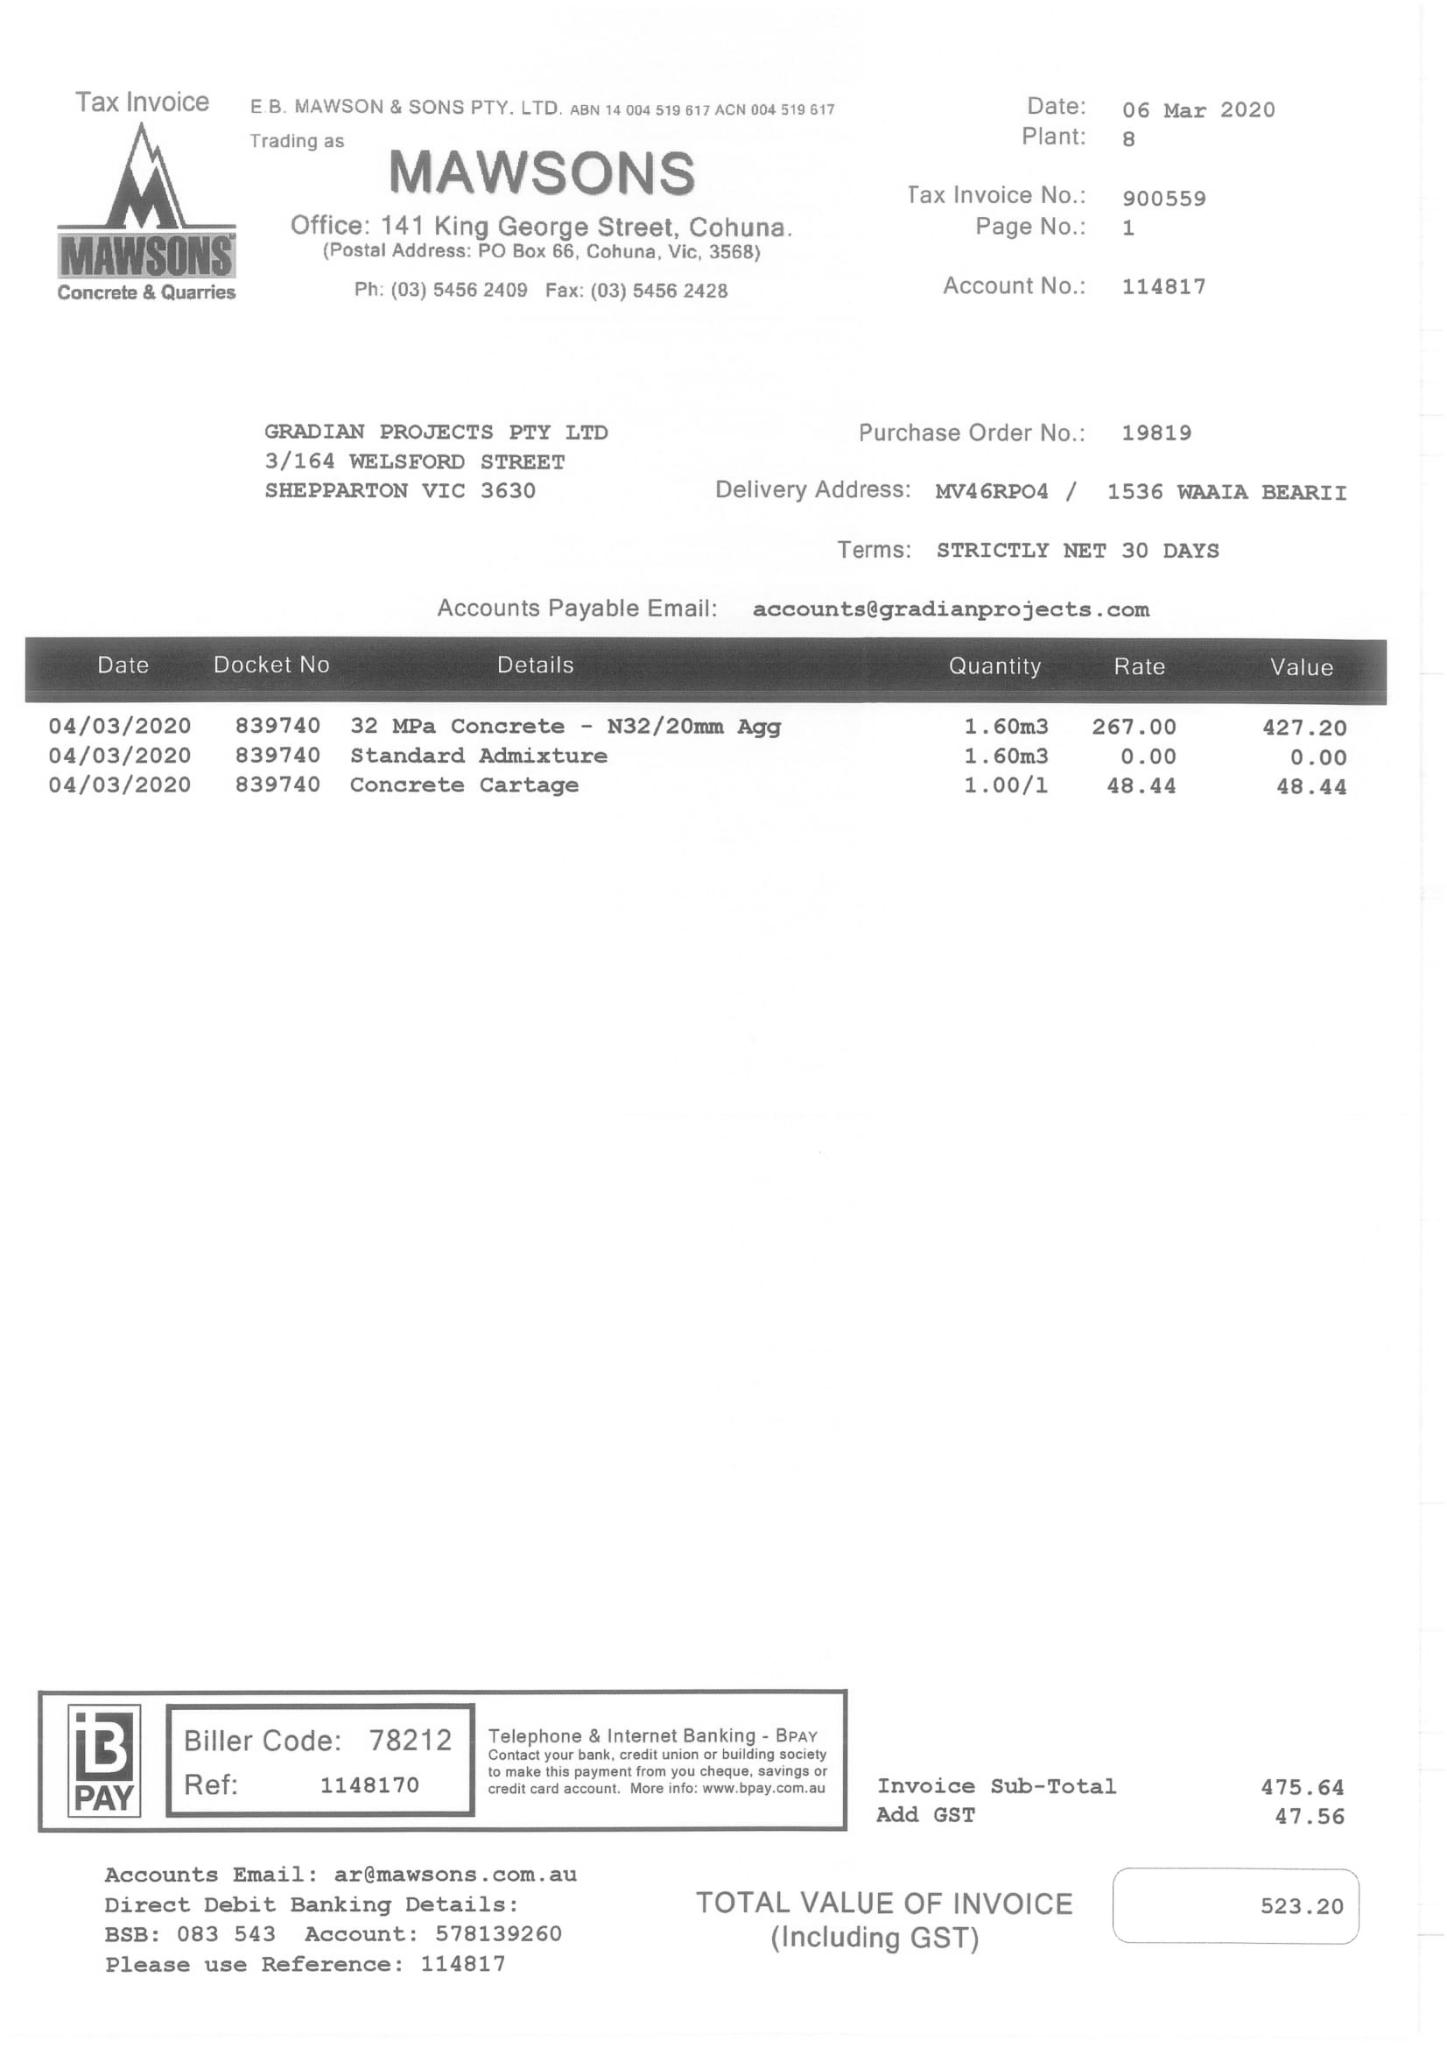 Tax Invoice
MAWSONS
Concrete & Quarries
E B. MAWSON & SONS PTY. LTD. ABN 14 004 519 617 ACN 004 519 617
Trading as
MAWSONS
Office: 141 King George Street, Cohuna.
(Postal Address: PO Box 66, Cohuna, Vic, 3568)
Ph: (03) 5456 2409 Fax: (03) 5456 2428
Date: 06 Mar 2020
Plant: 8
Tax Invoice No.: 900559
Page No.: 1
Account No.: 114817
GRADIAN PROJECTS PTY LTD
3/164 WELSFORD STREET
SHEPPARTON VIC 3630
Purchase Order No.: 19819
Delivery Address: MV46RPO4 / 1536 WAAIA BEARII
Terms: STRICTLY NET 30 DAYS
Accounts Payable Email: accounts@gradianprojects.com
Date Docket No Details Quantity Rate Value
04/03/2020 839740 32 MPa Concrete - N32/20mm Agg 1.60m3 267.00 427.20
04/03/2020 839740 Standard Admixture 1.60m3 0.00 0.00
04/03/2020 839740 Concrete Cartage 1.00/l 48.44 48.44
B
PAY
Biller Code: 78212
Ref: 1148170
Telephone & Internet Banking - BPAY
Contact your bank, credit union or building society
to make this payment from you cheque, savings or
credit card account. More info: www.bpay.com.au
Invoice Sub-Total 475.64
Add GST 47.56
Accounts Email: ar@mawsons.com.au
Direct Debit Banking Details:
BSB: 083 543 Account: 578139260
Please use Reference: 114817
TOTAL VALUE OF INVOICE 523.20
(Including GST)